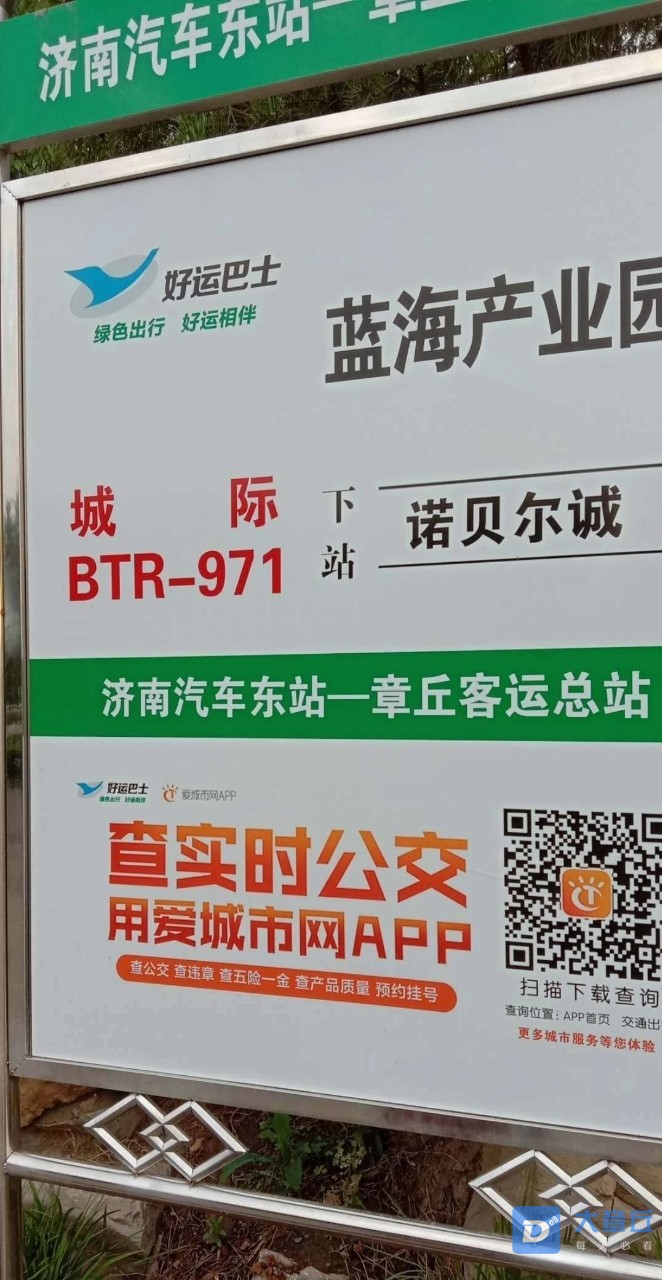 济南汽车东站一章丘
好运巴士
绿色出行 好运相伴
蓝海产业园
城际
BTR-971
下站
诺贝尔诚
济南汽车东站—章丘客运总站
好运巴士
绿色出行 好运相伴
爱城市网APP
查实时公交
用爱城市网APP
查公交 查违章 查五险一金 查产品质量 预约挂号
扫描下载查询
查询位置：APP首页 交通出
更多城市服务等您体验
每 必看